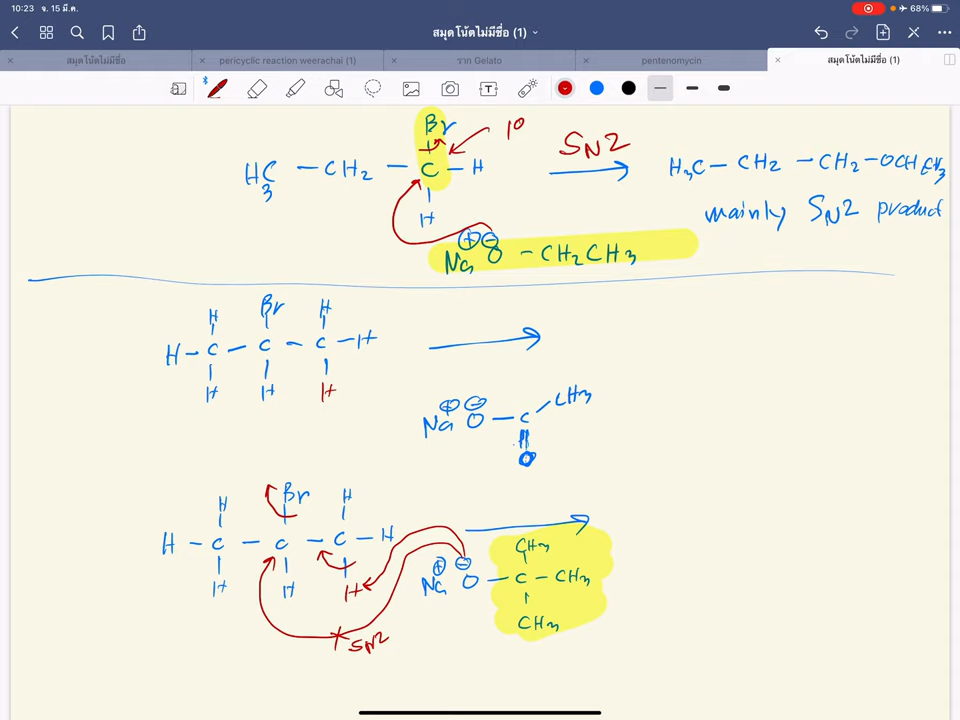 10:23 จ. 15 มี.ค.
68%
สมุดโน้ตไม่มีชื่อ (1)
สมุดโน้ตไม่มีชื่อ
pericyclic reaction weerachai (1)
ราก Gelato
pentenomycin
สมุดโน้ตไม่มีชื่อ (1)
Br
1°
SN2
H3C — CH2 — C — H
H3C — CH2 — CH2 — OCH2CH3
H
mainly SN2 product
⊕ ⊖
Na O — CH2CH3
H Br H
H — C — C — C — H
H H H
⊕ ⊖
Na O — C CH3
O
H Br H
H — C — C — C — H
H H H
CH3
⊕ ⊖
Na O — C — CH3
CH3
SN2